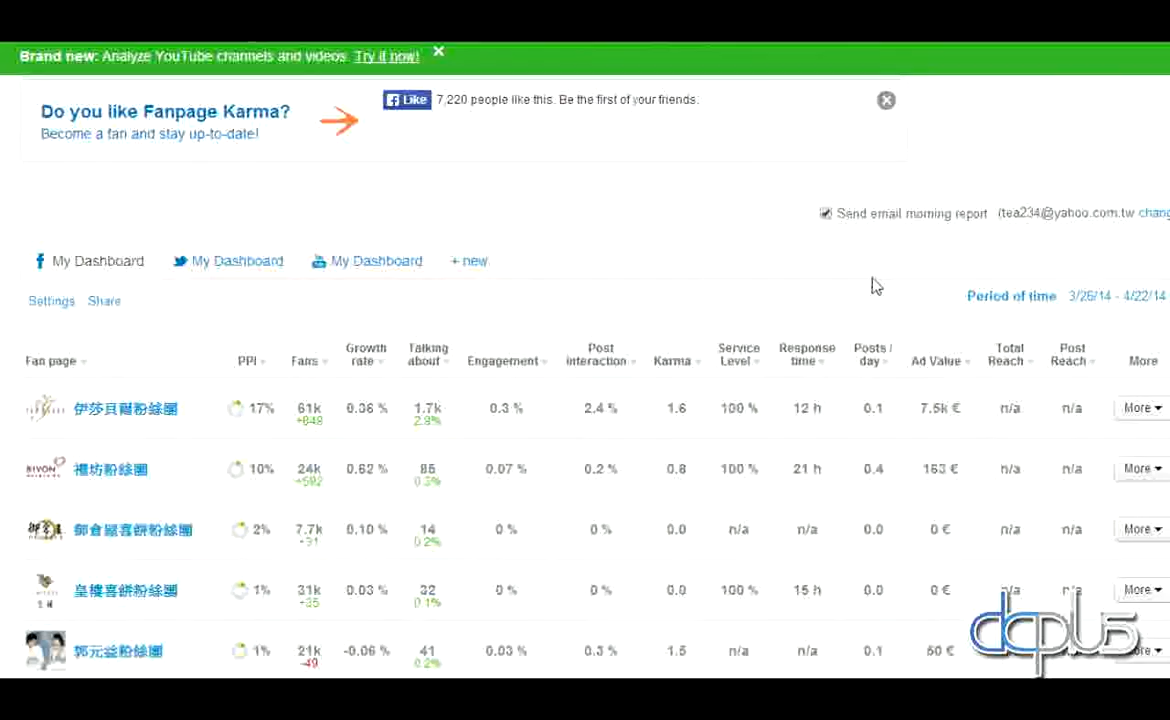 Brand new: Analyze YouTube channels and videos. Try it now!
Do you like Fanpage Karma?
Become a fan and stay up-to-date!
Like 7,220 people like this. Be the first of your friends.
Send email morning report (tea234@yahoo.com.tw chang
My Dashboard My Dashboard My Dashboard + new
Settings Share
Period of time 3/26/14 - 4/22/14
Fan page PPI Fans Growth rate Talking about Engagement Post interaction Karma Service Level Response time Posts / day Ad Value Total Reach Post Reach More
伊莎貝爾粉絲團 17% 61k 0.36 % 1.7k 0.3 % 2.4 % 1.6 100 % 12 h 0.1 7.5k € n/a n/a More
+648 2.8%
BIVON 禮坊粉絲團 10% 24k 0.62 % 85 0.07 % 0.2 % 0.8 100 % 21 h 0.4 163 € n/a n/a More
+592 0.3%
御倉屋喜餅粉絲團 2% 7.7k 0.10 % 14 0 % 0 % 0.0 n/a n/a 0.0 0 € n/a n/a More
+31 0.2%
皇樓喜餅粉絲團 1% 31k 0.03 % 32 0 % 0 % 0.0 100 % 15 h 0.0 0 € n/a n/a More
+35 0.1%
郭元益粉絲團 1% 21k -0.06 % 41 0.03 % 0.3 % 1.5 n/a n/a 0.1 50 €
-49 0.2%
dcplus